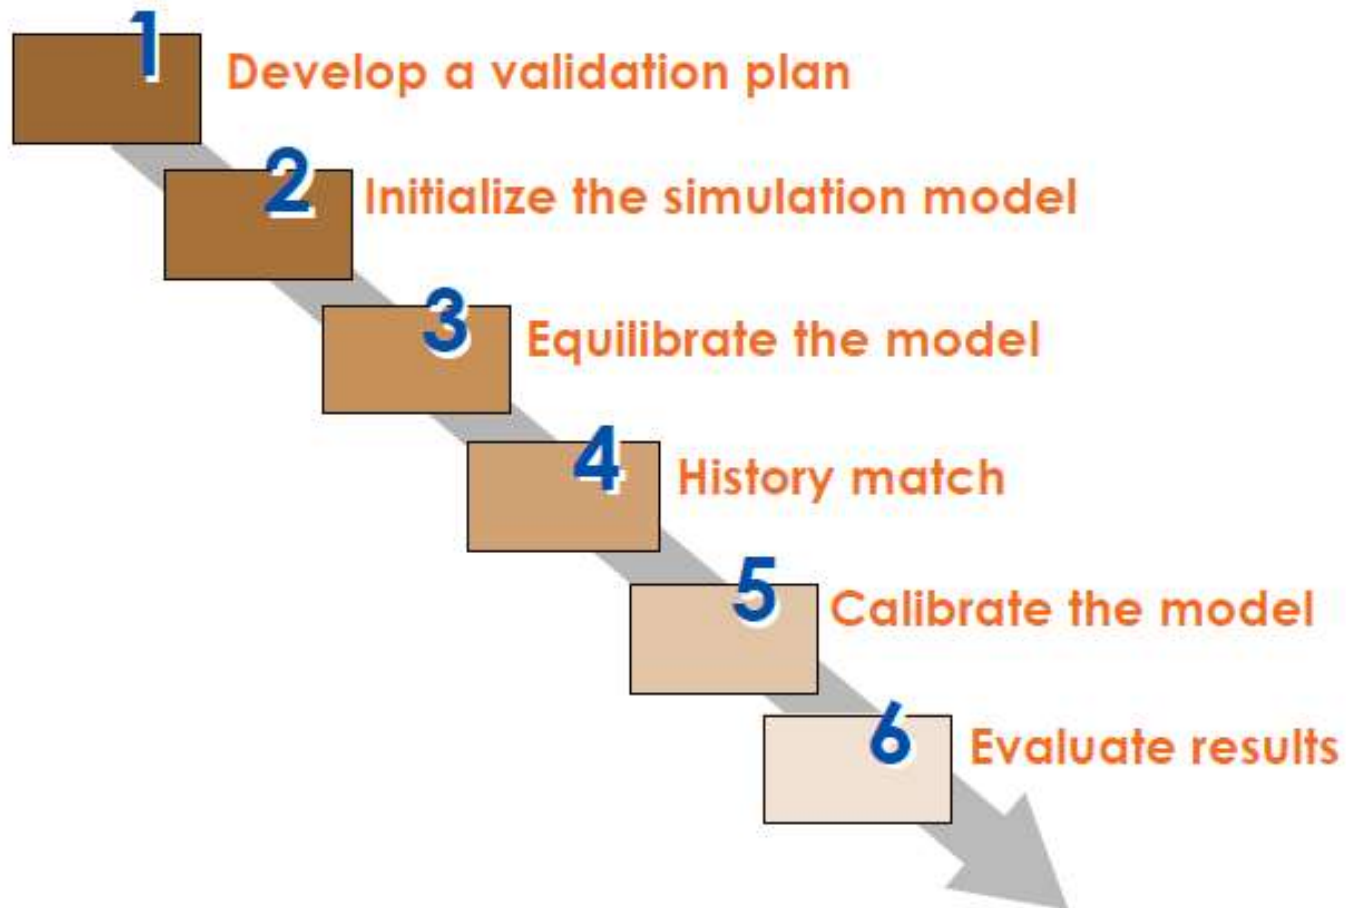 1
Develop a validation plan
2
Initialize the simulation model
3
Equilibrate the model
4
History match
5
Calibrate the model
6
Evaluate results